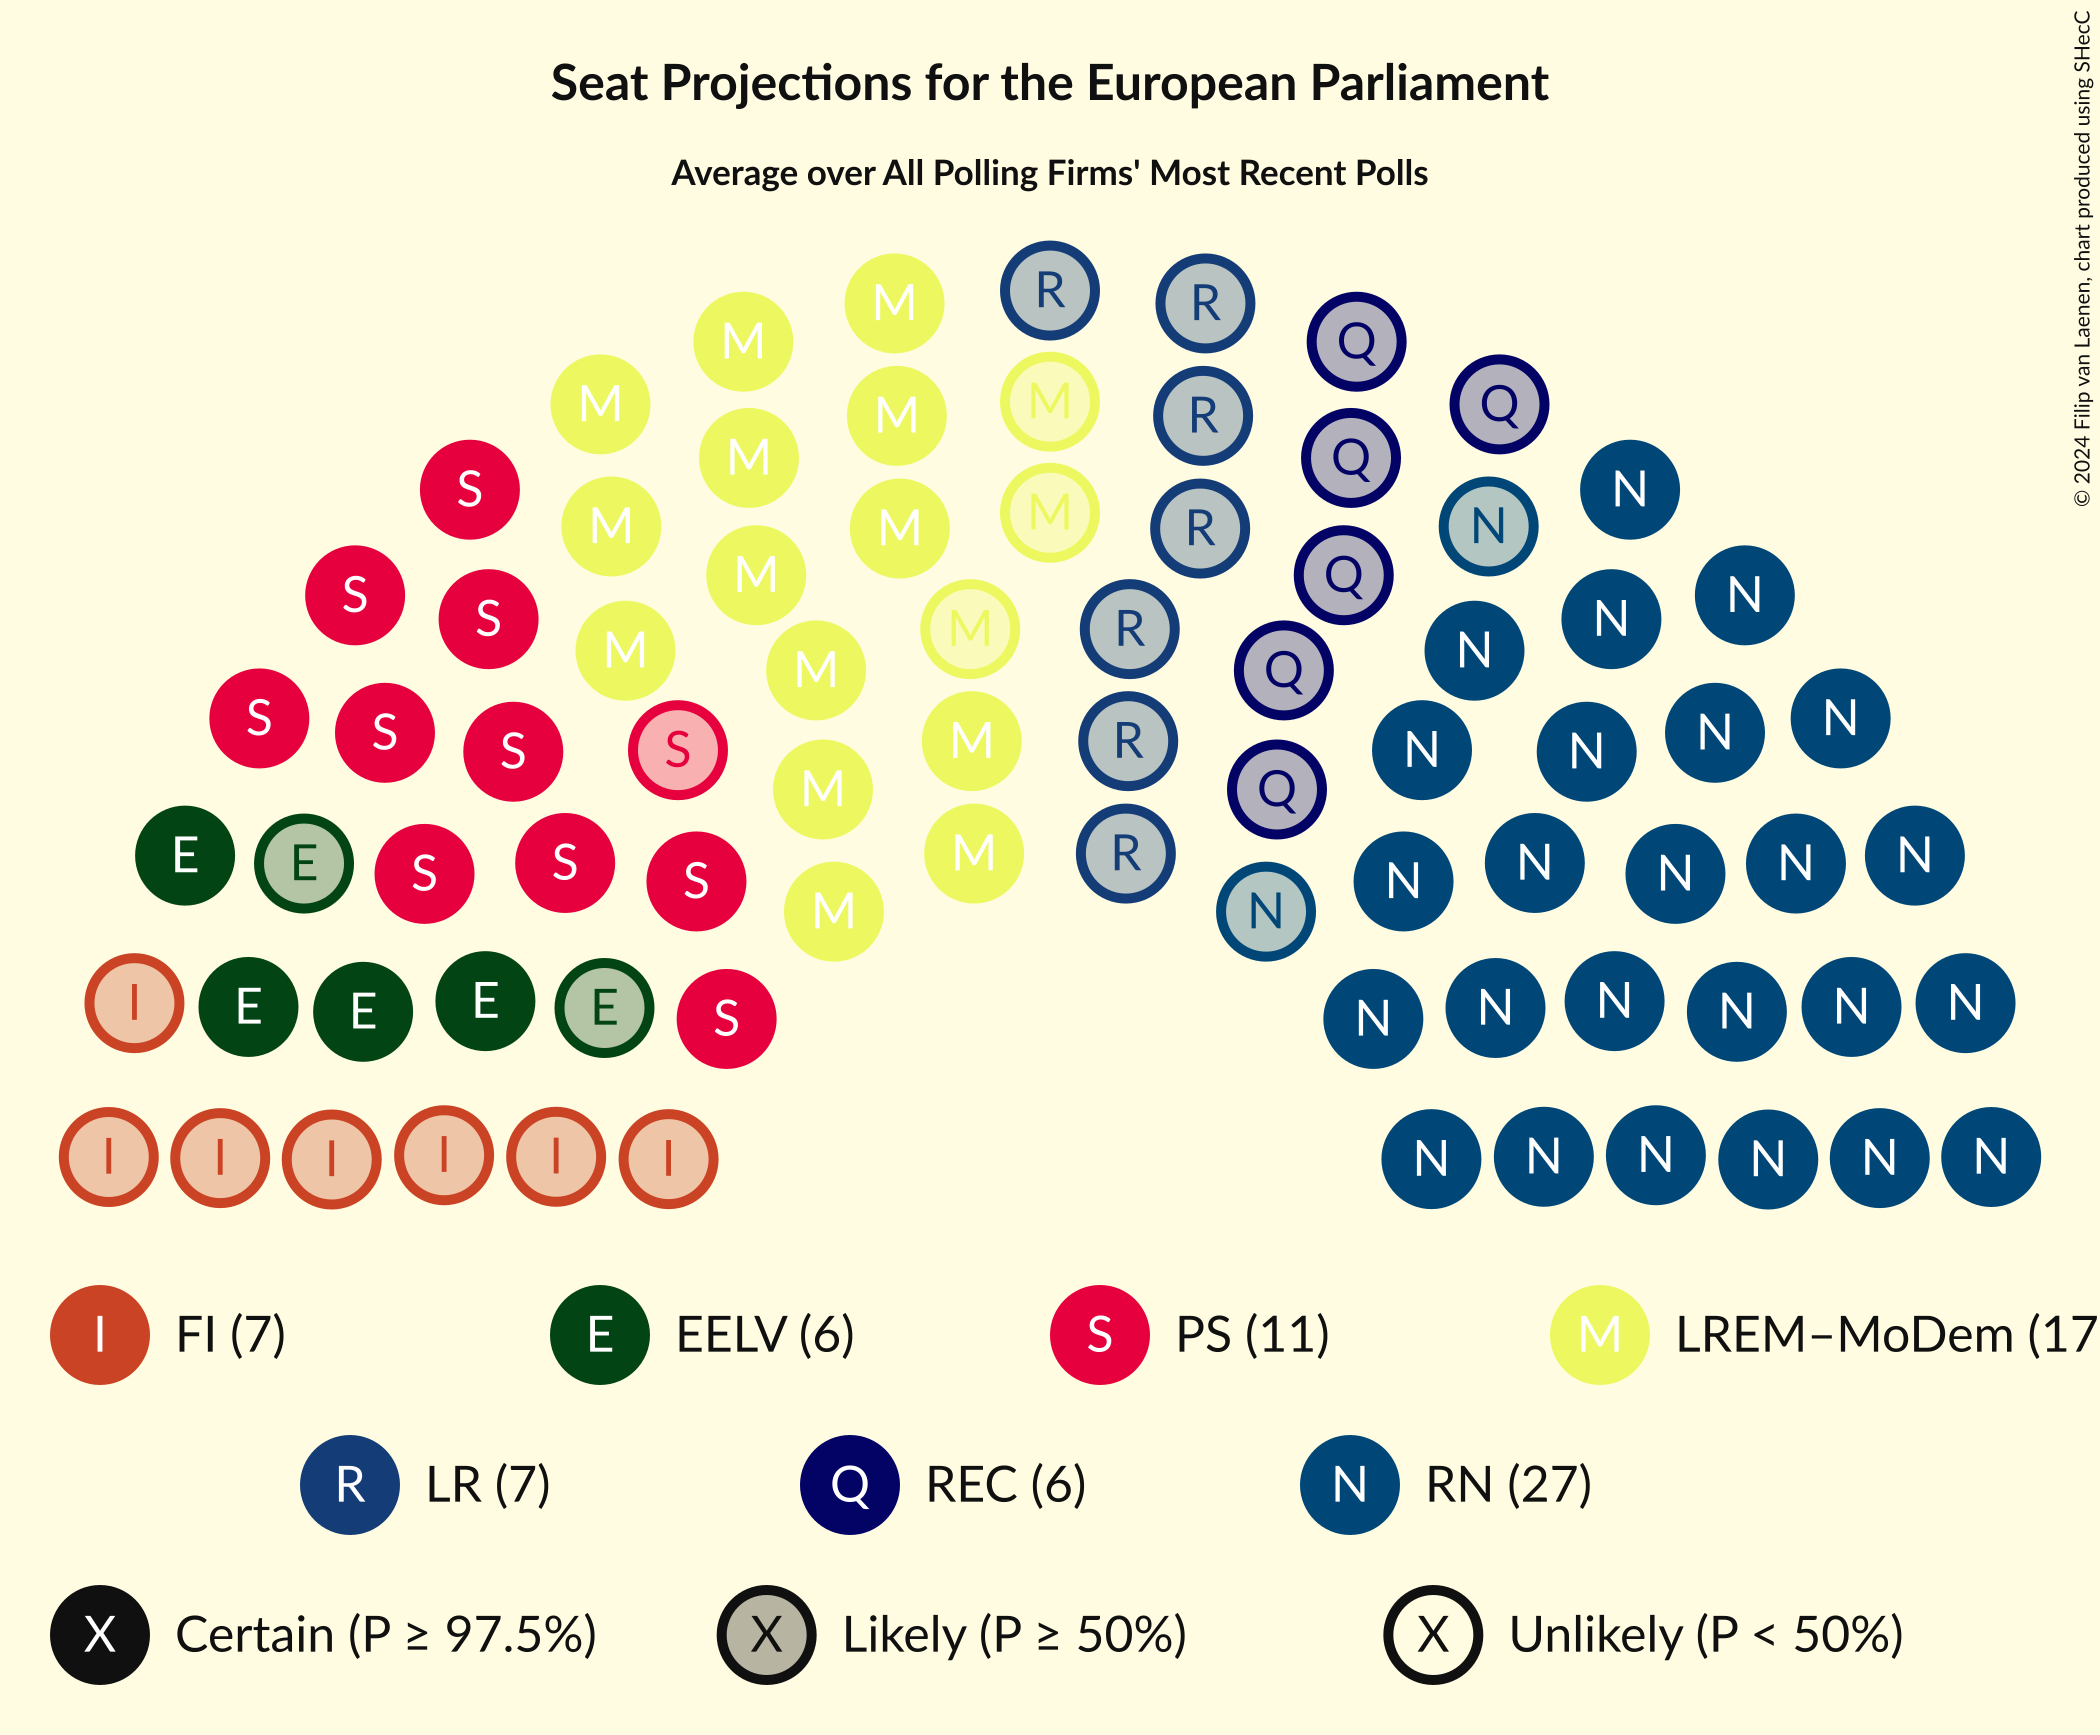 Seat Projections for the European Parliament
Average over All Polling Firms' Most Recent Polls
© 2024 Filip van Laenen, chart produced using SHecC
R
M R M R
Q M M R
Q M M Q
M M M R
N S S N
M M Q
M N
S N
S M R N
M Q
N
S N
S M R N
S S N N
M Q
E N
E S N N
M R
S S N N
M N
E N
I E E E E S N N N N N N
I I I I I I N N N N N N
I FI (7) E EELV (6) S PS (11) M LREM–MoDem (17
R LR (7) Q REC (6) N RN (27)
X Certain (P ≥ 97.5%) X Likely (P ≥ 50%) X Unlikely (P < 50%)